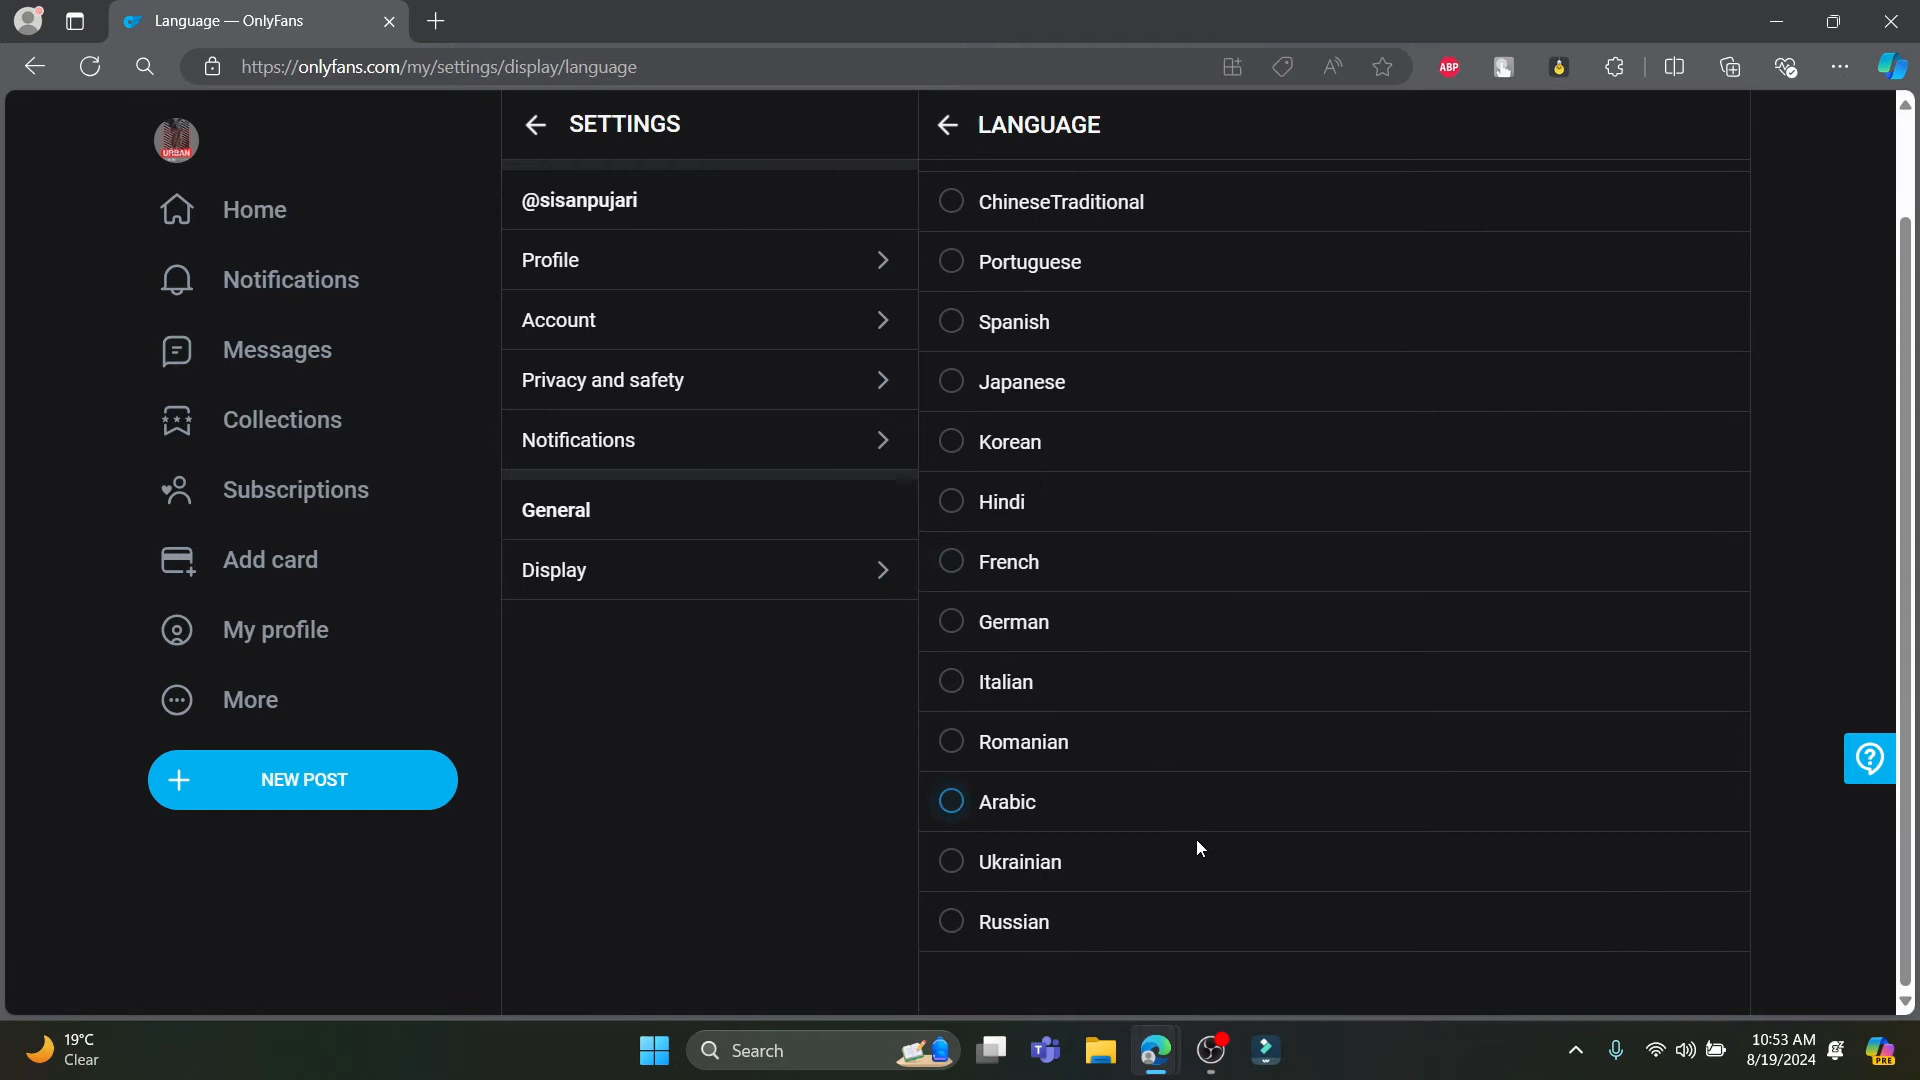 Language — OnlyFans
https://onlyfans.com/my/settings/display/language
ABP
URBAN
Home
Notifications
Messages
Collections
Subscriptions
Add card
My profile
More
NEW POST
SETTINGS
@sisanpujari
Profile
Account
Privacy and safety
Notifications
General
Display
LANGUAGE
ChineseTraditional
Portuguese
Spanish
Japanese
Korean
Hindi
French
German
Italian
Romanian
Arabic
Ukrainian
Russian
19°C
Clear
Search
10:53 AM
8/19/2024
PRE